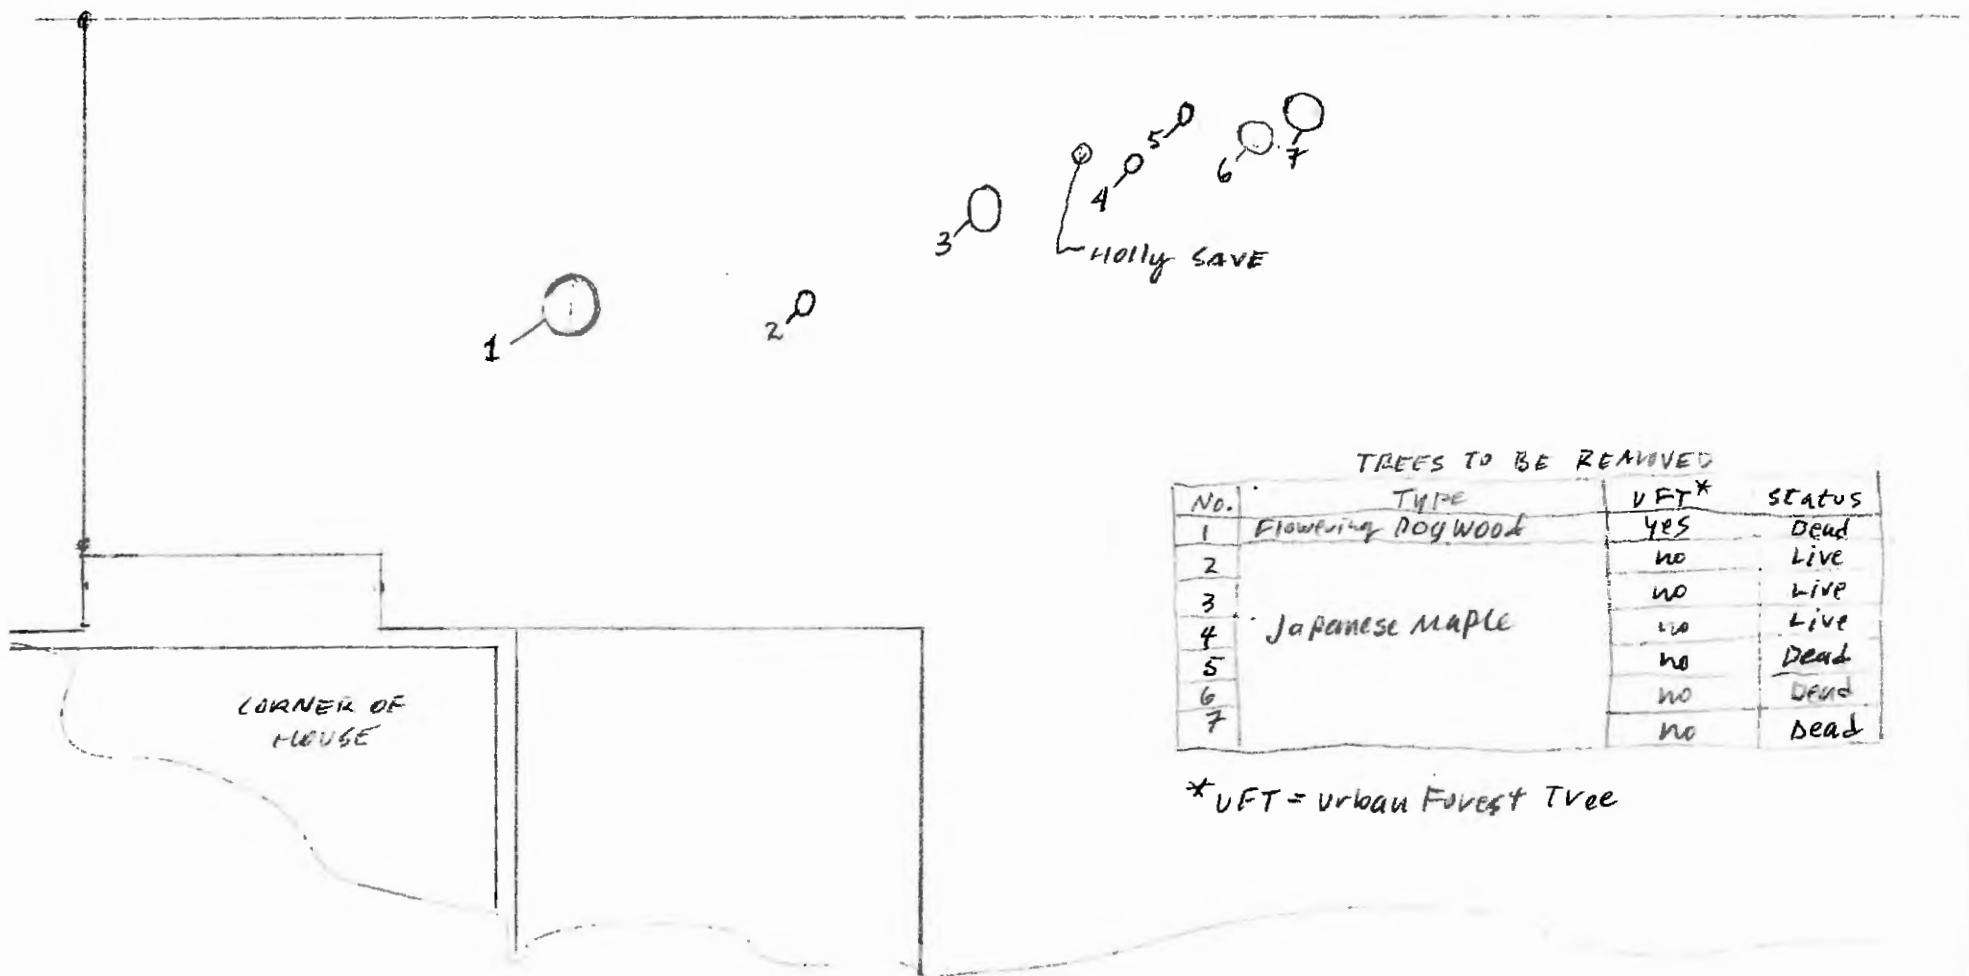 5
6
7
4
3
Holly SAVE
2
1
TREES TO BE REMOVED
No. TYPE UFT* status
1 Flowering Dogwood yes Dead
2 no Live
3 no Live
4 Japanese Maple no Live
5 no Dead
6 no Dead
7 no Dead
CORNER OF
HOUSE
*UFT = Urban Forest Tree